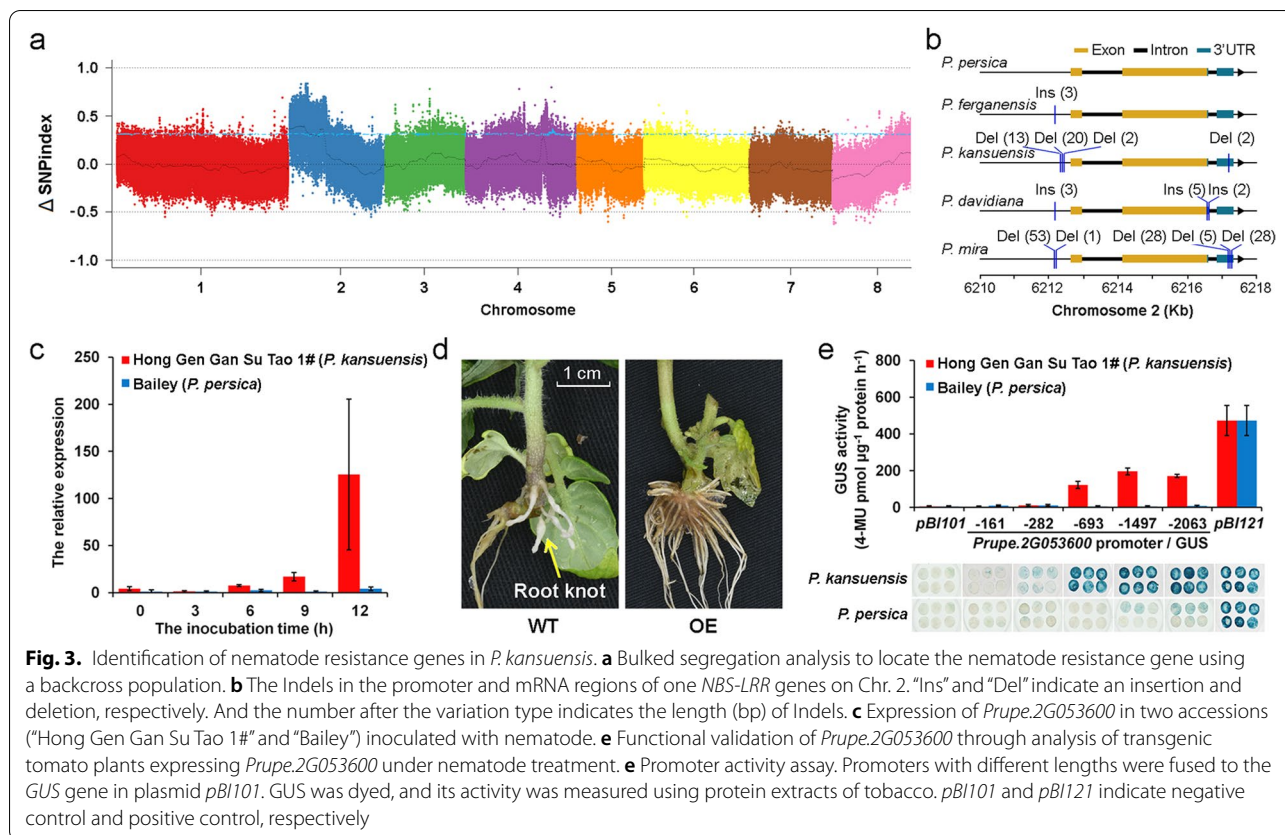 a
1.0
0.5
0.0
-0.5
-1.0
Δ SNPindex
1 2 3 4 5 6 7 8
Chromosome
b
Exon Intron 3'UTR
P. persica
Ins (3)
P. ferganensis
Del (13) Del (20) Del (2) Del (2)
P. kansuensis
Ins (3) Ins (5) Ins (2)
P. davidiana
Del (53) Del (1) Del (28) Del (5) Del (28)
P. mira
6210 6212 6214 6216 6218
Chromosome 2 (Kb)
c
Hong Gen Gan Su Tao 1# (P. kansuensis)
Bailey (P. persica)
250
200
150
100
50
0
The relative expression
0 3 6 9 12
The inocubation time (h)
d
1 cm
Root knot
WT OE
e
800
600
400
200
0
Hong Gen Gan Su Tao 1# (P. kansuensis)
Bailey (P. persica)
GUS activity
(4-MU pmol μg⁻¹ protein h⁻¹)
pBI101 -161 -282 -693 -1497 -2063 pBI121
Prupe.2G053600 promoter / GUS
P. kansuensis
P. persica
Fig. 3. Identification of nematode resistance genes in P. kansuensis. a Bulked segregation analysis to locate the nematode resistance gene using
a backcross population. b The Indels in the promoter and mRNA regions of one NBS-LRR genes on Chr. 2. “Ins” and “Del” indicate an insertion and
deletion, respectively. And the number after the variation type indicates the length (bp) of Indels. c Expression of Prupe.2G053600 in two accessions
(“Hong Gen Gan Su Tao 1#” and “Bailey”) inoculated with nematode. e Functional validation of Prupe.2G053600 through analysis of transgenic
tomato plants expressing Prupe.2G053600 under nematode treatment. e Promoter activity assay. Promoters with different lengths were fused to the
GUS gene in plasmid pBI101. GUS was dyed, and its activity was measured using protein extracts of tobacco. pBI101 and pBI121 indicate negative
control and positive control, respectively